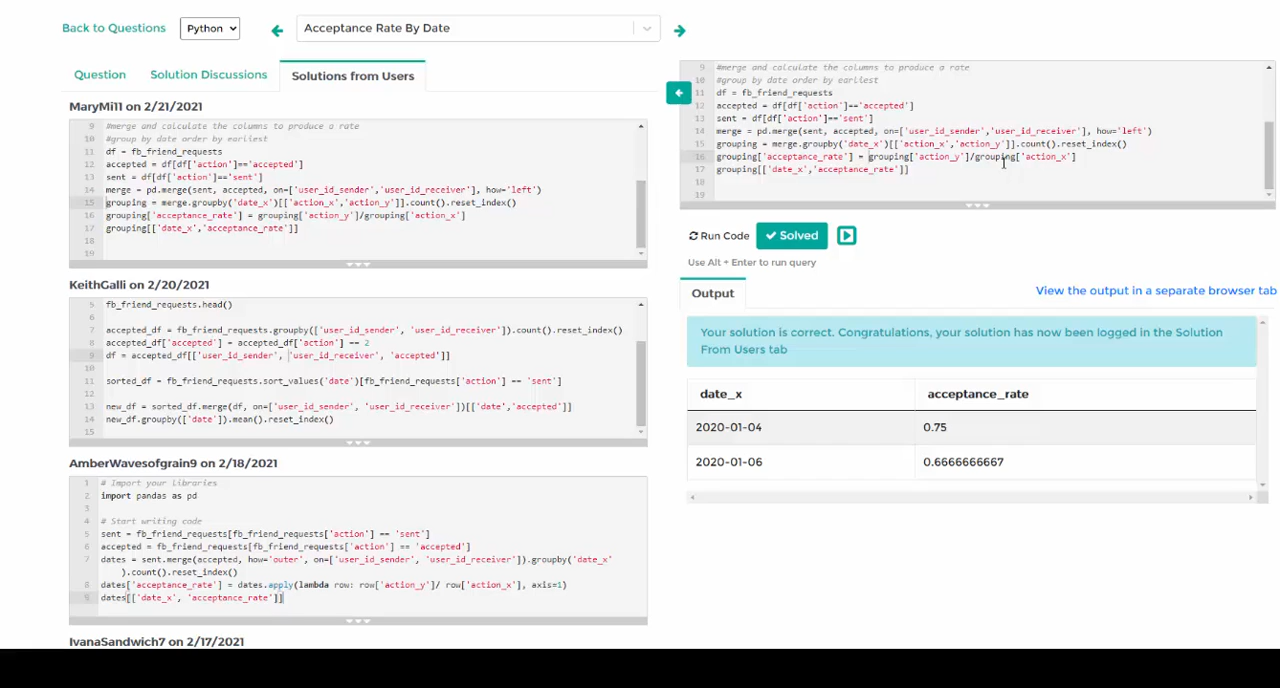 Back to Questions
Python
Acceptance Rate By Date
Question
Solution Discussions
Solutions from Users
MaryMi11 on 2/21/2021
9 #merge and calculate the columns to produce a rate
10 #group by date order by earliest
11 df = fb_friend_requests
12 accepted = df[df['action']=='accepted']
13 sent = df[df['action']=='sent']
14 merge = pd.merge(sent, accepted, on=['user_id_sender','user_id_receiver'], how='left')
15 grouping = merge.groupby('date_x')[['action_x','action_y']].count().reset_index()
16 grouping['acceptance_rate'] = grouping['action_y']/grouping['action_x']
17 grouping[['date_x','acceptance_rate']]
18
19
KeithGalli on 2/20/2021
5 fb_friend_requests.head()
6
7 accepted_df = fb_friend_requests.groupby(['user_id_sender', 'user_id_receiver']).count().reset_index()
8 accepted_df['accepted'] = accepted_df['action'] == 2
9 df = accepted_df[['user_id_sender', 'user_id_receiver', 'accepted']]
10
11 sorted_df = fb_friend_requests.sort_values('date')[fb_friend_requests['action'] == 'sent']
12
13 new_df = sorted_df.merge(df, on=['user_id_sender', 'user_id_receiver'])[['date','accepted']]
14 new_df.groupby(['date']).mean().reset_index()
15
AmberWavesofgrain9 on 2/18/2021
1 # Import your libraries
2 import pandas as pd
3
4 # Start writing code
5 sent = fb_friend_requests[fb_friend_requests['action'] == 'sent']
6 accepted = fb_friend_requests[fb_friend_requests['action'] == 'accepted']
7 dates = sent.merge(accepted, how='outer', on=['user_id_sender', 'user_id_receiver']).groupby('date_x'
).count().reset_index()
8 dates['acceptance_rate'] = dates.apply(lambda row: row['action_y']/ row['action_x'], axis=1)
9 dates[['date_x', 'acceptance_rate']]
IvanaSandwich7 on 2/17/2021
9 #merge and calculate the columns to produce a rate
10 #group by date order by earliest
11 df = fb_friend_requests
12 accepted = df[df['action']=='accepted']
13 sent = df[df['action']=='sent']
14 merge = pd.merge(sent, accepted, on=['user_id_sender','user_id_receiver'], how='left')
15 grouping = merge.groupby('date_x')[['action_x','action_y']].count().reset_index()
16 grouping['acceptance_rate'] = grouping['action_y']/grouping['action_x']
17 grouping[['date_x','acceptance_rate']]
18
19
Run Code
Solved
Use Alt + Enter to run query
Output
View the output in a separate browser tab
Your solution is correct. Congratulations, your solution has now been logged in the Solution
From Users tab
date_x acceptance_rate
2020-01-04 0.75
2020-01-06 0.6666666667